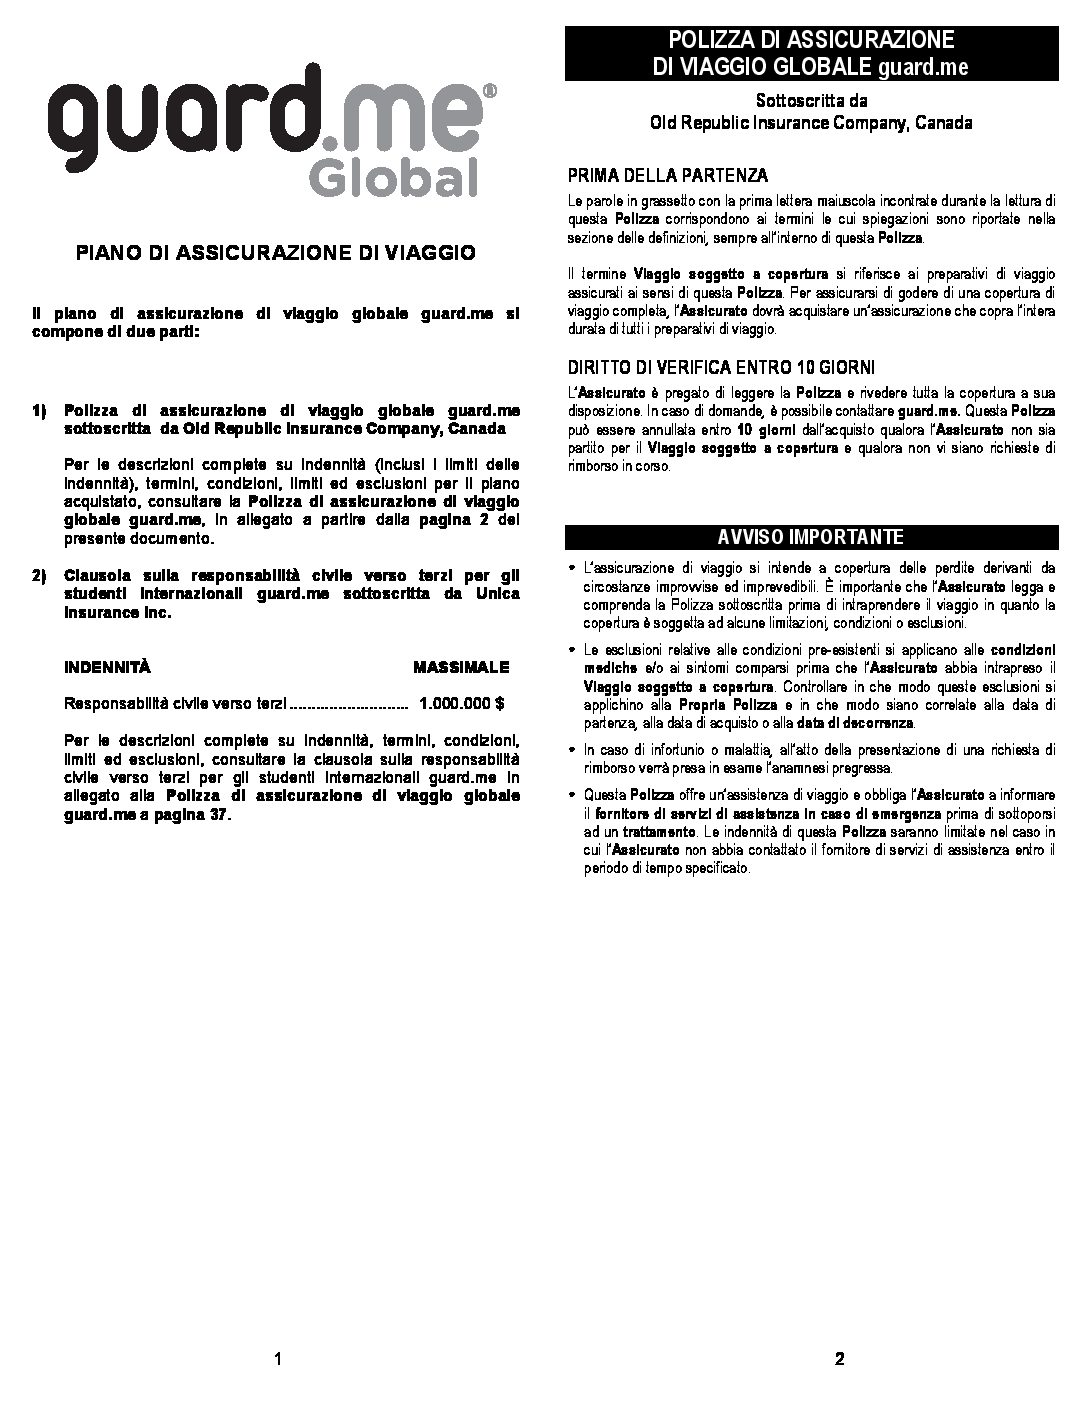 guard.me®
Global
PIANO DI ASSICURAZIONE DI VIAGGIO
Il piano di assicurazione di viaggio globale guard.me si
compone di due parti:
1) Polizza di assicurazione di viaggio globale guard.me
sottoscritta da Old Republic Insurance Company, Canada
Per le descrizioni complete su indennità (inclusi i limiti delle
indennità), termini, condizioni, limiti ed esclusioni per il piano
acquistato, consultare la Polizza di assicurazione di viaggio
globale guard.me, in allegato a partire dalla pagina 2 del
presente documento.
2) Clausola sulla responsabilità civile verso terzi per gli
studenti internazionali guard.me sottoscritta da Unica
Insurance Inc.
INDENNITÀ MASSIMALE
Responsabilità civile verso terzi ........................... 1.000.000 $
Per le descrizioni complete su indennità, termini, condizioni,
limiti ed esclusioni, consultare la clausola sulla responsabilità
civile verso terzi per gli studenti internazionali guard.me in
allegato alla Polizza di assicurazione di viaggio globale
guard.me a pagina 37.
1
POLIZZA DI ASSICURAZIONE
DI VIAGGIO GLOBALE guard.me
Sottoscritta da
Old Republic Insurance Company, Canada
PRIMA DELLA PARTENZA
Le parole in grassetto con la prima lettera maiuscola incontrate durante la lettura di
questa Polizza corrispondono ai termini le cui spiegazioni sono riportate nella
sezione delle definizioni, sempre all'interno di questa Polizza.
Il termine Viaggio soggetto a copertura si riferisce ai preparativi di viaggio
assicurati ai sensi di questa Polizza. Per assicurarsi di godere di una copertura di
viaggio completa, l'Assicurato dovrà acquistare un'assicurazione che copra l'intera
durata di tutti i preparativi di viaggio.
DIRITTO DI VERIFICA ENTRO 10 GIORNI
L'Assicurato è pregato di leggere la Polizza e rivedere tutta la copertura a sua
disposizione. In caso di domande, è possibile contattare guard.me. Questa Polizza
può essere annullata entro 10 giorni dall'acquisto qualora l'Assicurato non sia
partito per il Viaggio soggetto a copertura e qualora non vi siano richieste di
rimborso in corso.
AVVISO IMPORTANTE
• L'assicurazione di viaggio si intende a copertura delle perdite derivanti da
circostanze improvvise ed imprevedibili. È importante che l'Assicurato legga e
comprenda la Polizza sottoscritta prima di intraprendere il viaggio in quanto la
copertura è soggetta ad alcune limitazioni, condizioni o esclusioni.
• Le esclusioni relative alle condizioni pre-esistenti si applicano alle condizioni
mediche e/o ai sintomi comparsi prima che l'Assicurato abbia intrapreso il
Viaggio soggetto a copertura. Controllare in che modo queste esclusioni si
applichino alla Propria Polizza e in che modo siano correlate alla data di
partenza, alla data di acquisto o alla data di decorrenza.
• In caso di infortunio o malattia, all'atto della presentazione di una richiesta di
rimborso verrà presa in esame l'anamnesi pregressa.
• Questa Polizza offre un'assistenza di viaggio e obbliga l'Assicurato a informare
il fornitore di servizi di assistenza in caso di emergenza prima di sottoporsi
ad un trattamento. Le indennità di questa Polizza saranno limitate nel caso in
cui l'Assicurato non abbia contattato il fornitore di servizi di assistenza entro il
periodo di tempo specificato.
2